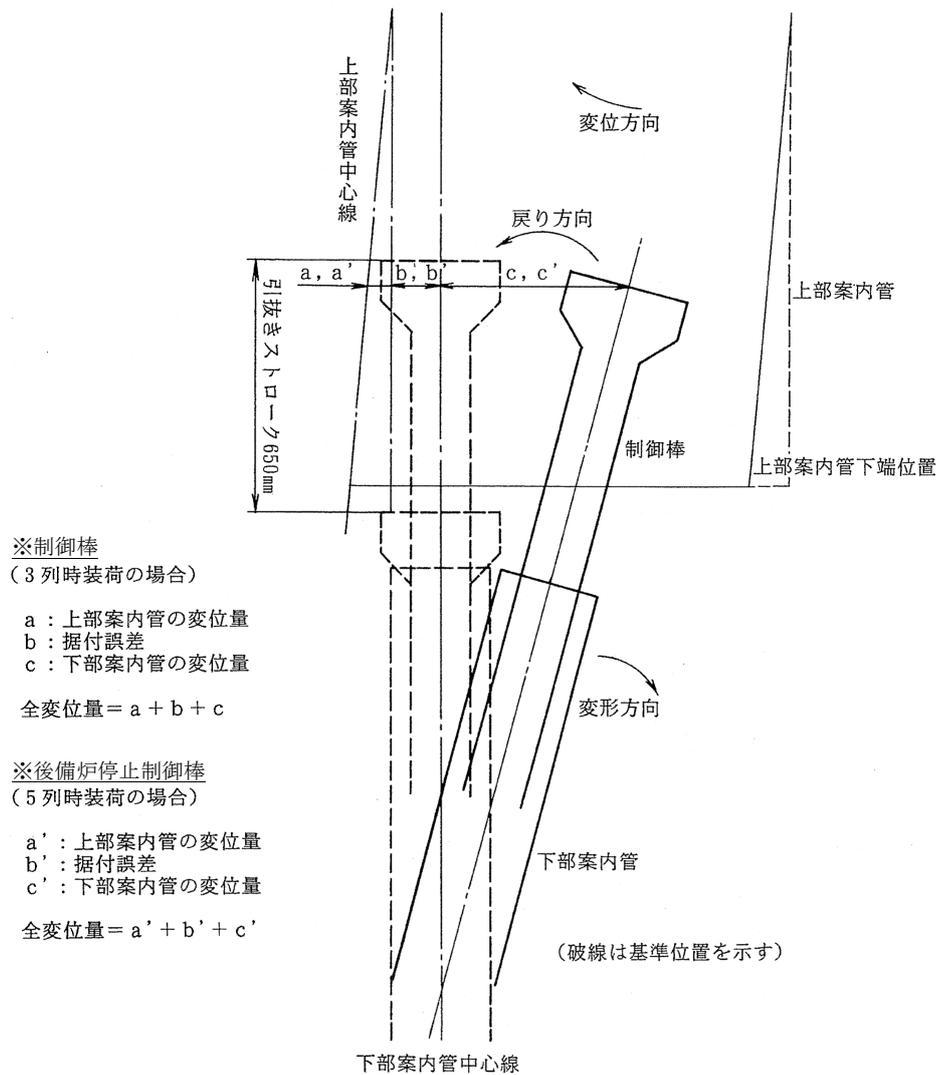 上部案内管中心線
変位方向
戻り方向
a, a' b, b' c, c'
上部案内管
引抜きストローク650mm
制御棒
上部案内管下端位置
※制御棒
(3列時装荷の場合)
a:上部案内管の変位量
b:据付誤差
c:下部案内管の変位量
全変位量=a+b+c
変形方向
※後備炉停止制御棒
(5列時装荷の場合)
a':上部案内管の変位量
b':据付誤差
c':下部案内管の変位量
全変位量=a'+b'+c'
下部案内管
(破線は基準位置を示す)
下部案内管中心線